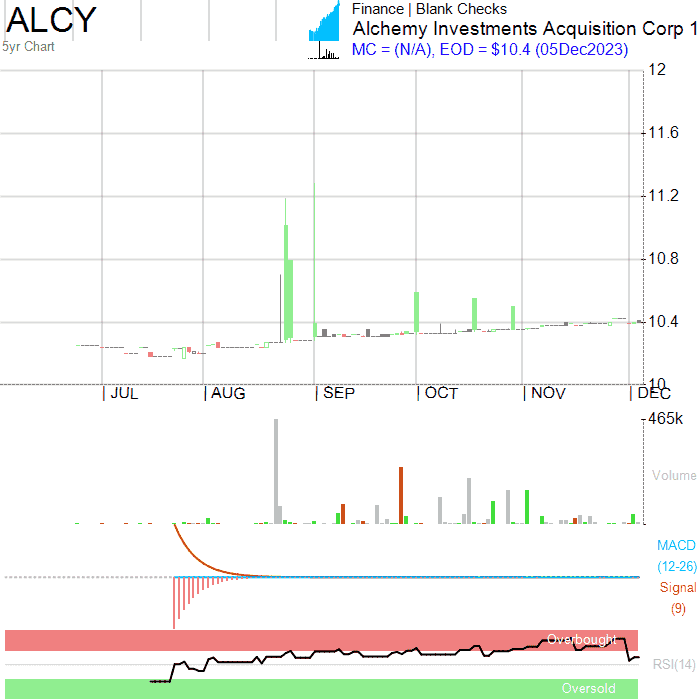 ALCY
5yr Chart
Finance | Blank Checks
Alchemy Investments Acquisition Corp 1
MC = (N/A), EOD = $10.4 (05Dec2023)
12
11.6
11.2
10.8
10.4
10
JUL AUG SEP OCT NOV DEC
465k
Volume
MACD
(12-26)
Signal
(9)
Overbought
RSI(14)
Oversold